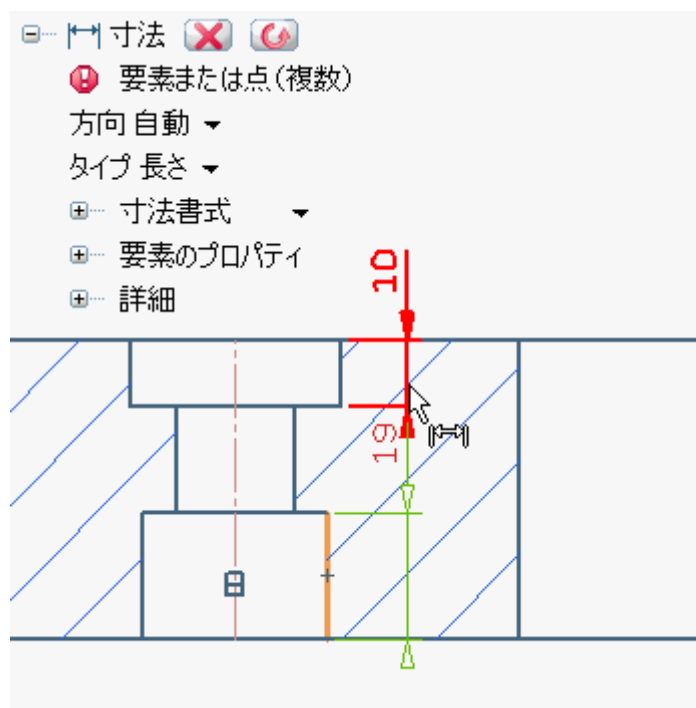 寸法
要素または点(複数)
方向 自動
タイプ 長さ
寸法書式
要素のプロパティ
詳細
10
19
B